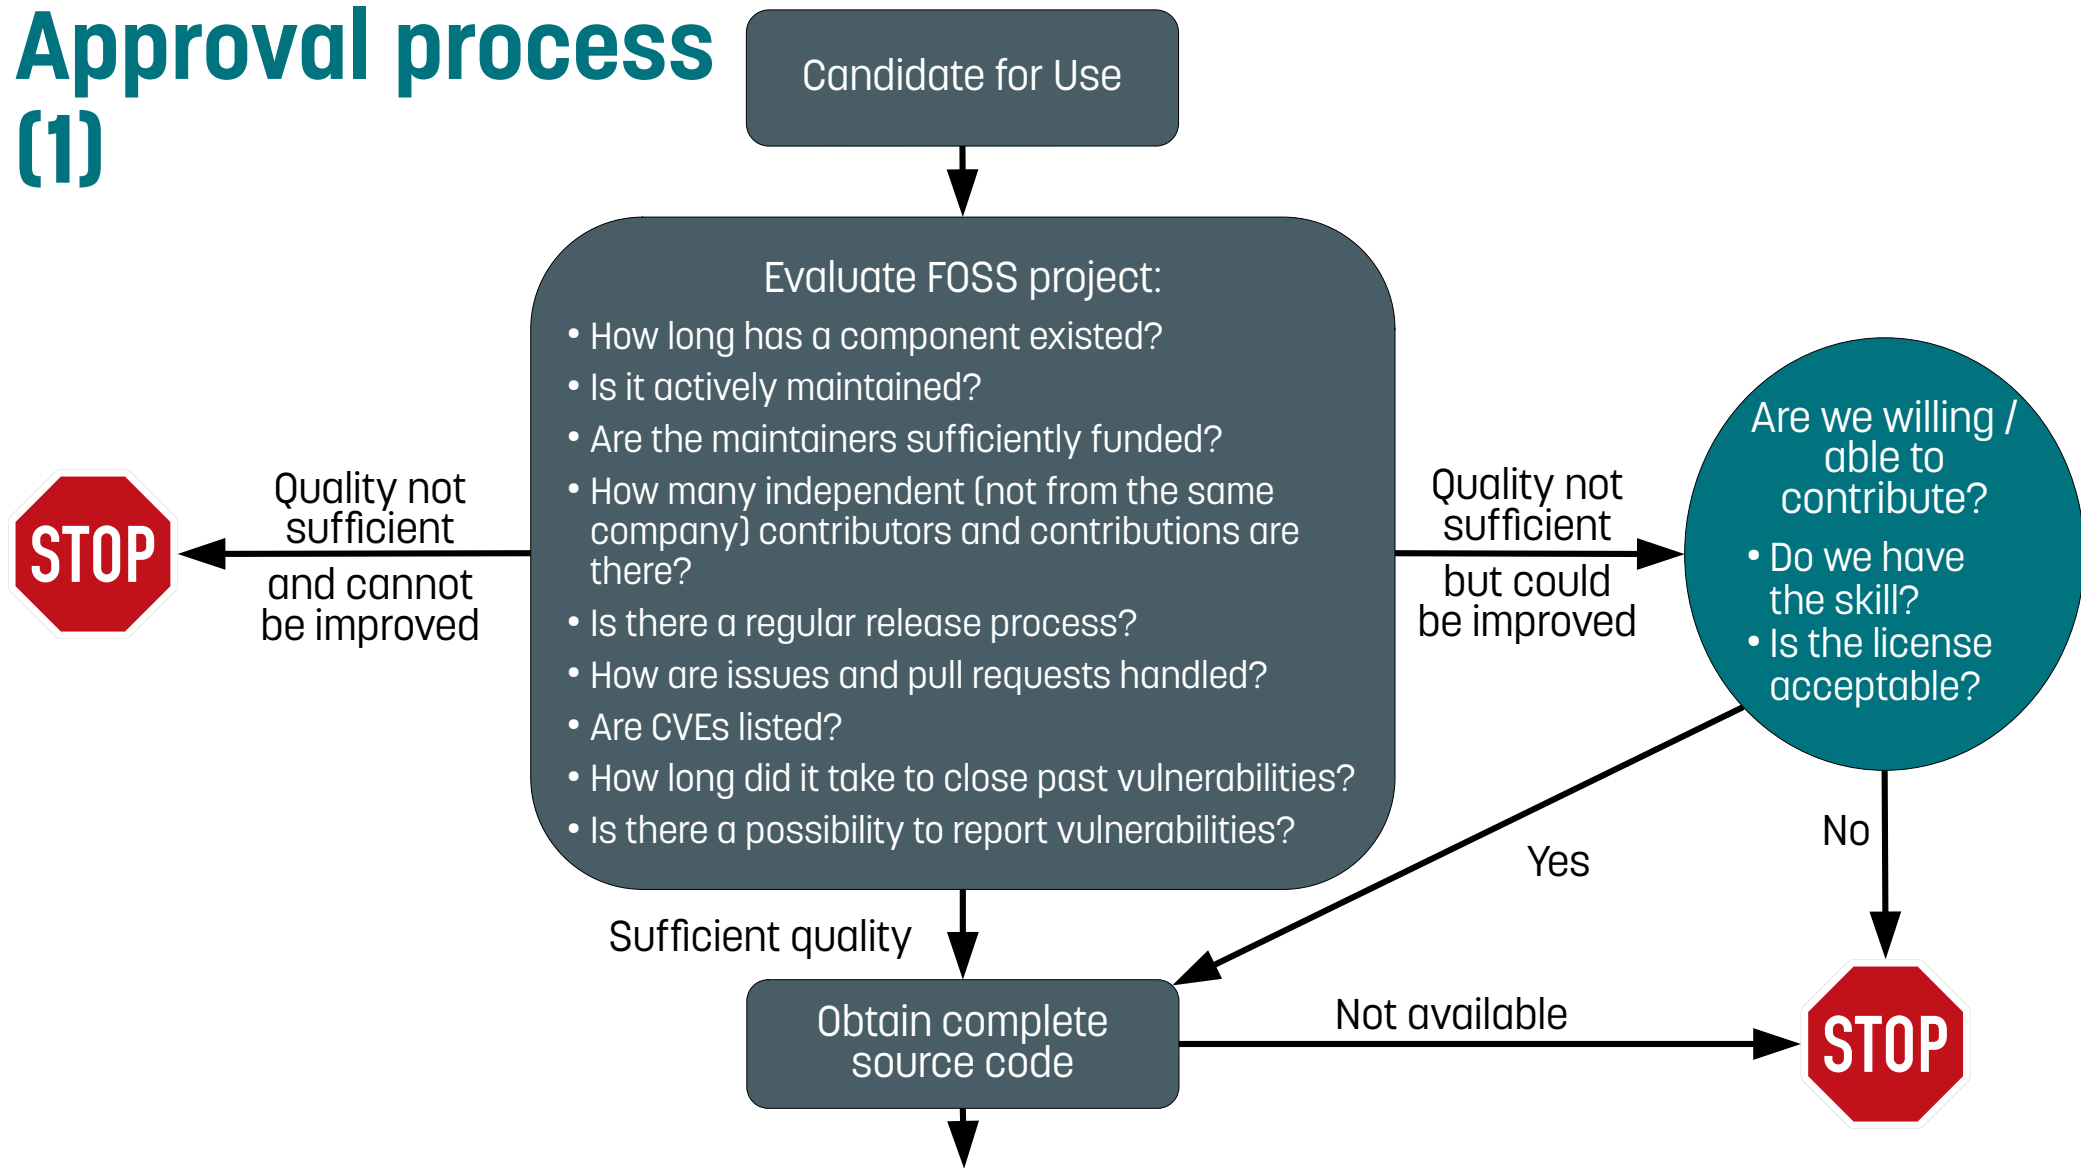 Approval process
(1)
Candidate for Use
Evaluate FOSS project:
• How long has a component existed?
• Is it actively maintained?
• Are the maintainers sufficiently funded?
• How many independent (not from the same
company) contributors and contributions are
there?
• Is there a regular release process?
• How are issues and pull requests handled?
• Are CVEs listed?
• How long did it take to close past vulnerabilities?
• Is there a possibility to report vulnerabilities?
Quality not
sufficient
and cannot
be improved
STOP
Quality not
sufficient
but could
be improved
Are we willing /
able to
contribute?
• Do we have
the skill?
• Is the license
acceptable?
Yes
No
Sufficient quality
Obtain complete
source code
Not available
STOP